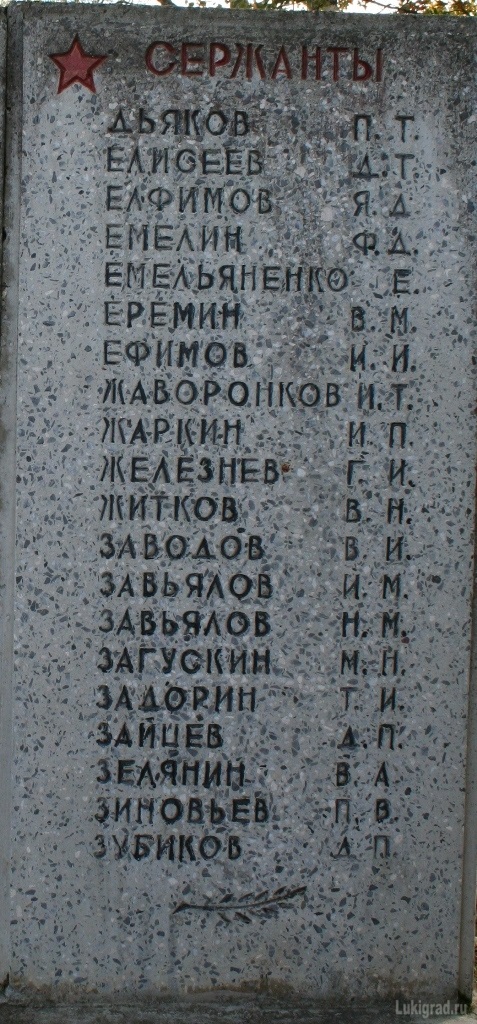 СЕРЖАНТЫ
ДЬЯКОВ П. Т.
ЕЛИСЕЕВ Д. Т.
ЕЛФИМОВ Я. Д.
ЕМЕЛИН Ф. Д.
ЕМЕЛЬЯНЕНКО Е.
ЕРЁМИН В. М.
ЕФИМОВ И. И.
ЖАВОРОНКОВ И. Т.
ЖАРКИН И. П.
ЖЕЛЕЗНЕВ Г. И.
ЖИТКОВ В. Н.
ЗАВОДОВ В. И.
ЗАВЬЯЛОВ И. М.
ЗАВЬЯЛОВ Н. М.
ЗАГУСКИН М. Н.
ЗАДОРИН Т. И.
ЗАЙЦЕВ Д. П.
ЗЕЛЯНИН В. А
ЗИНОВЬЕВ П. В.
ЗУБИКОВ Д П.
Lukigrad.ru